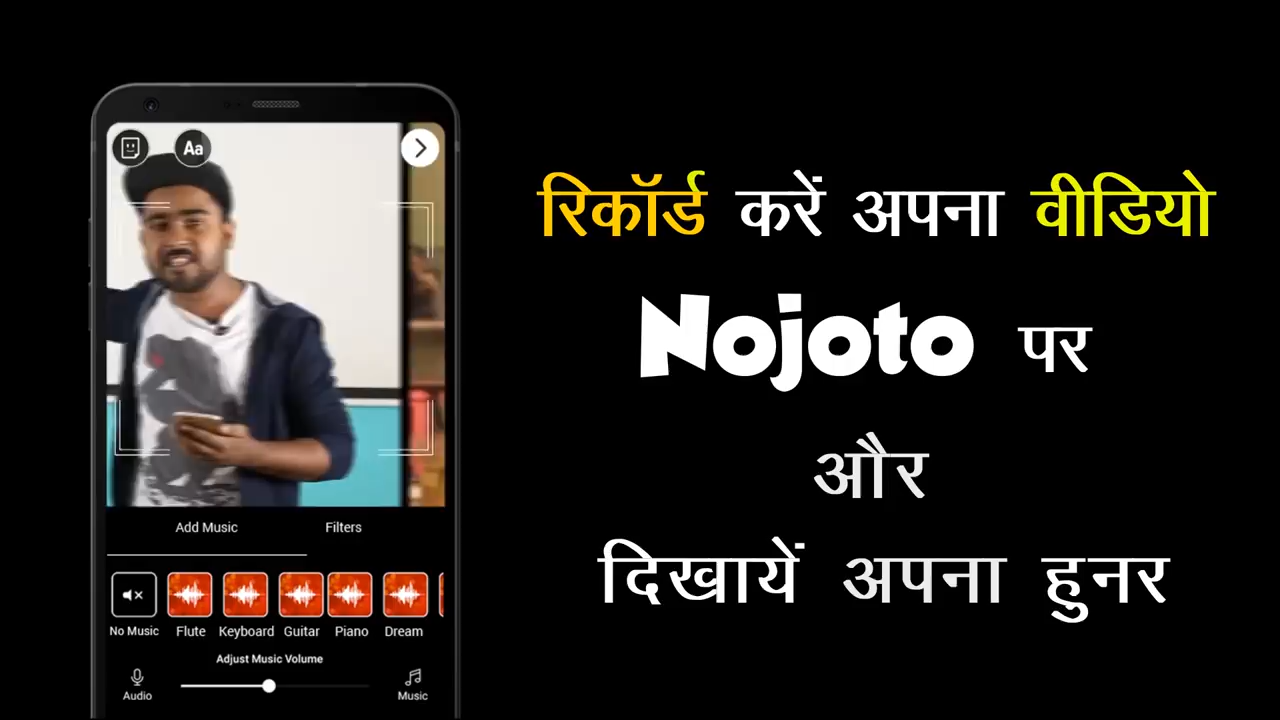 Aa
रिकॉर्ड करें अपना वीडियो
Nojoto पर
और
दिखायें अपना हुनर
Add Music Filters
No Music Flute Keyboard Guitar Piano Dream
Adjust Music Volume
Audio Music